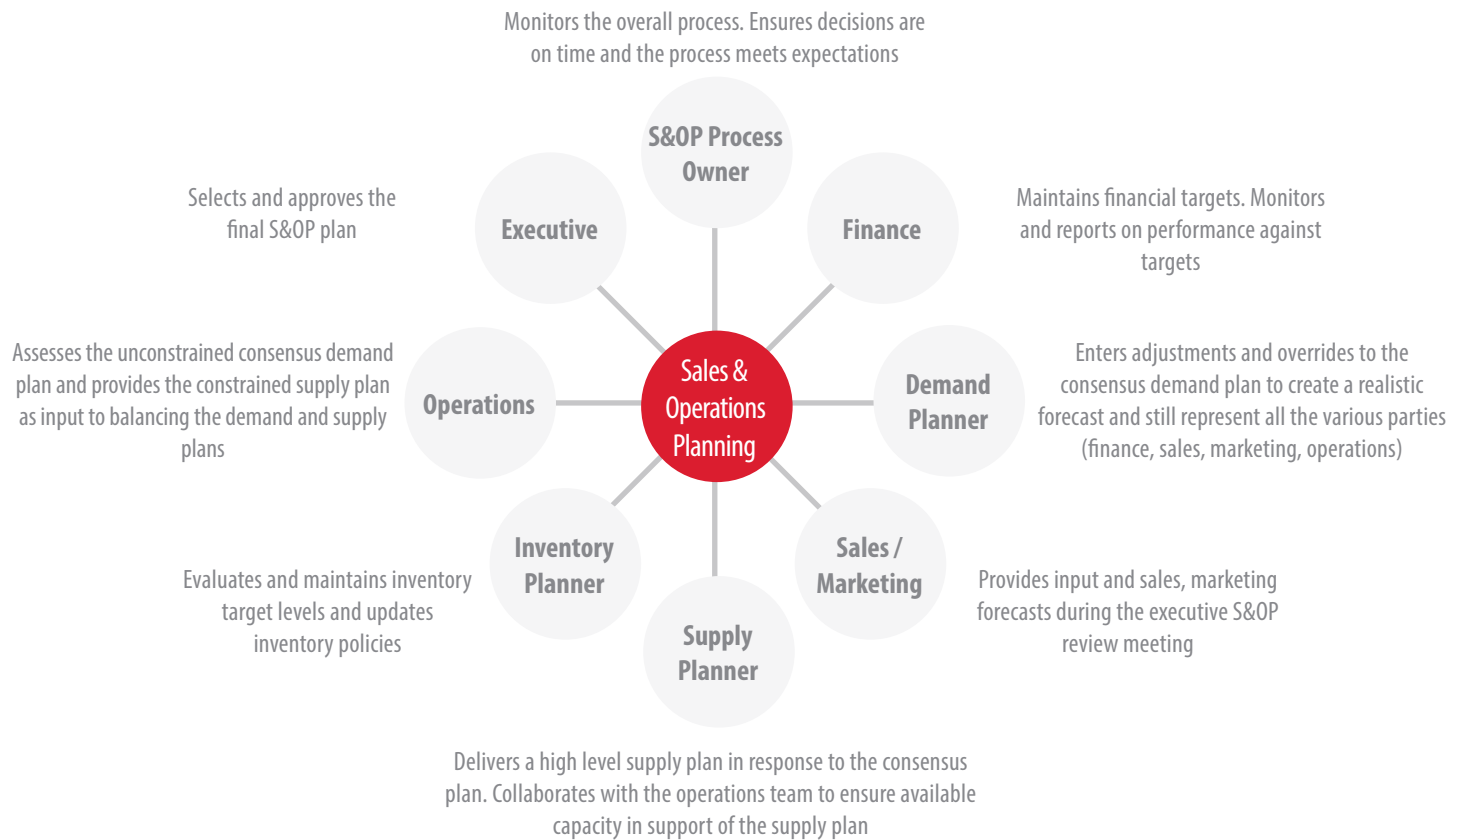 Monitors the overall process. Ensures decisions are
on time and the process meets expectations
S&OP Process
Owner
Finance
Maintains financial targets. Monitors
and reports on performance against
targets
Demand
Planner
Enters adjustments and overrides to the
consensus demand plan to create a realistic
forecast and still represent all the various parties
(finance, sales, marketing, operations)
Sales /
Marketing
Provides input and sales, marketing
forecasts during the executive S&OP
review meeting
Supply
Planner
Delivers a high level supply plan in response to the consensus
plan. Collaborates with the operations team to ensure available
capacity in support of the supply plan
Inventory
Planner
Evaluates and maintains inventory
target levels and updates
inventory policies
Operations
Assesses the unconstrained consensus demand
plan and provides the constrained supply plan
as input to balancing the demand and supply
plans
Executive
Selects and approves the
final S&OP plan
Sales &
Operations
Planning